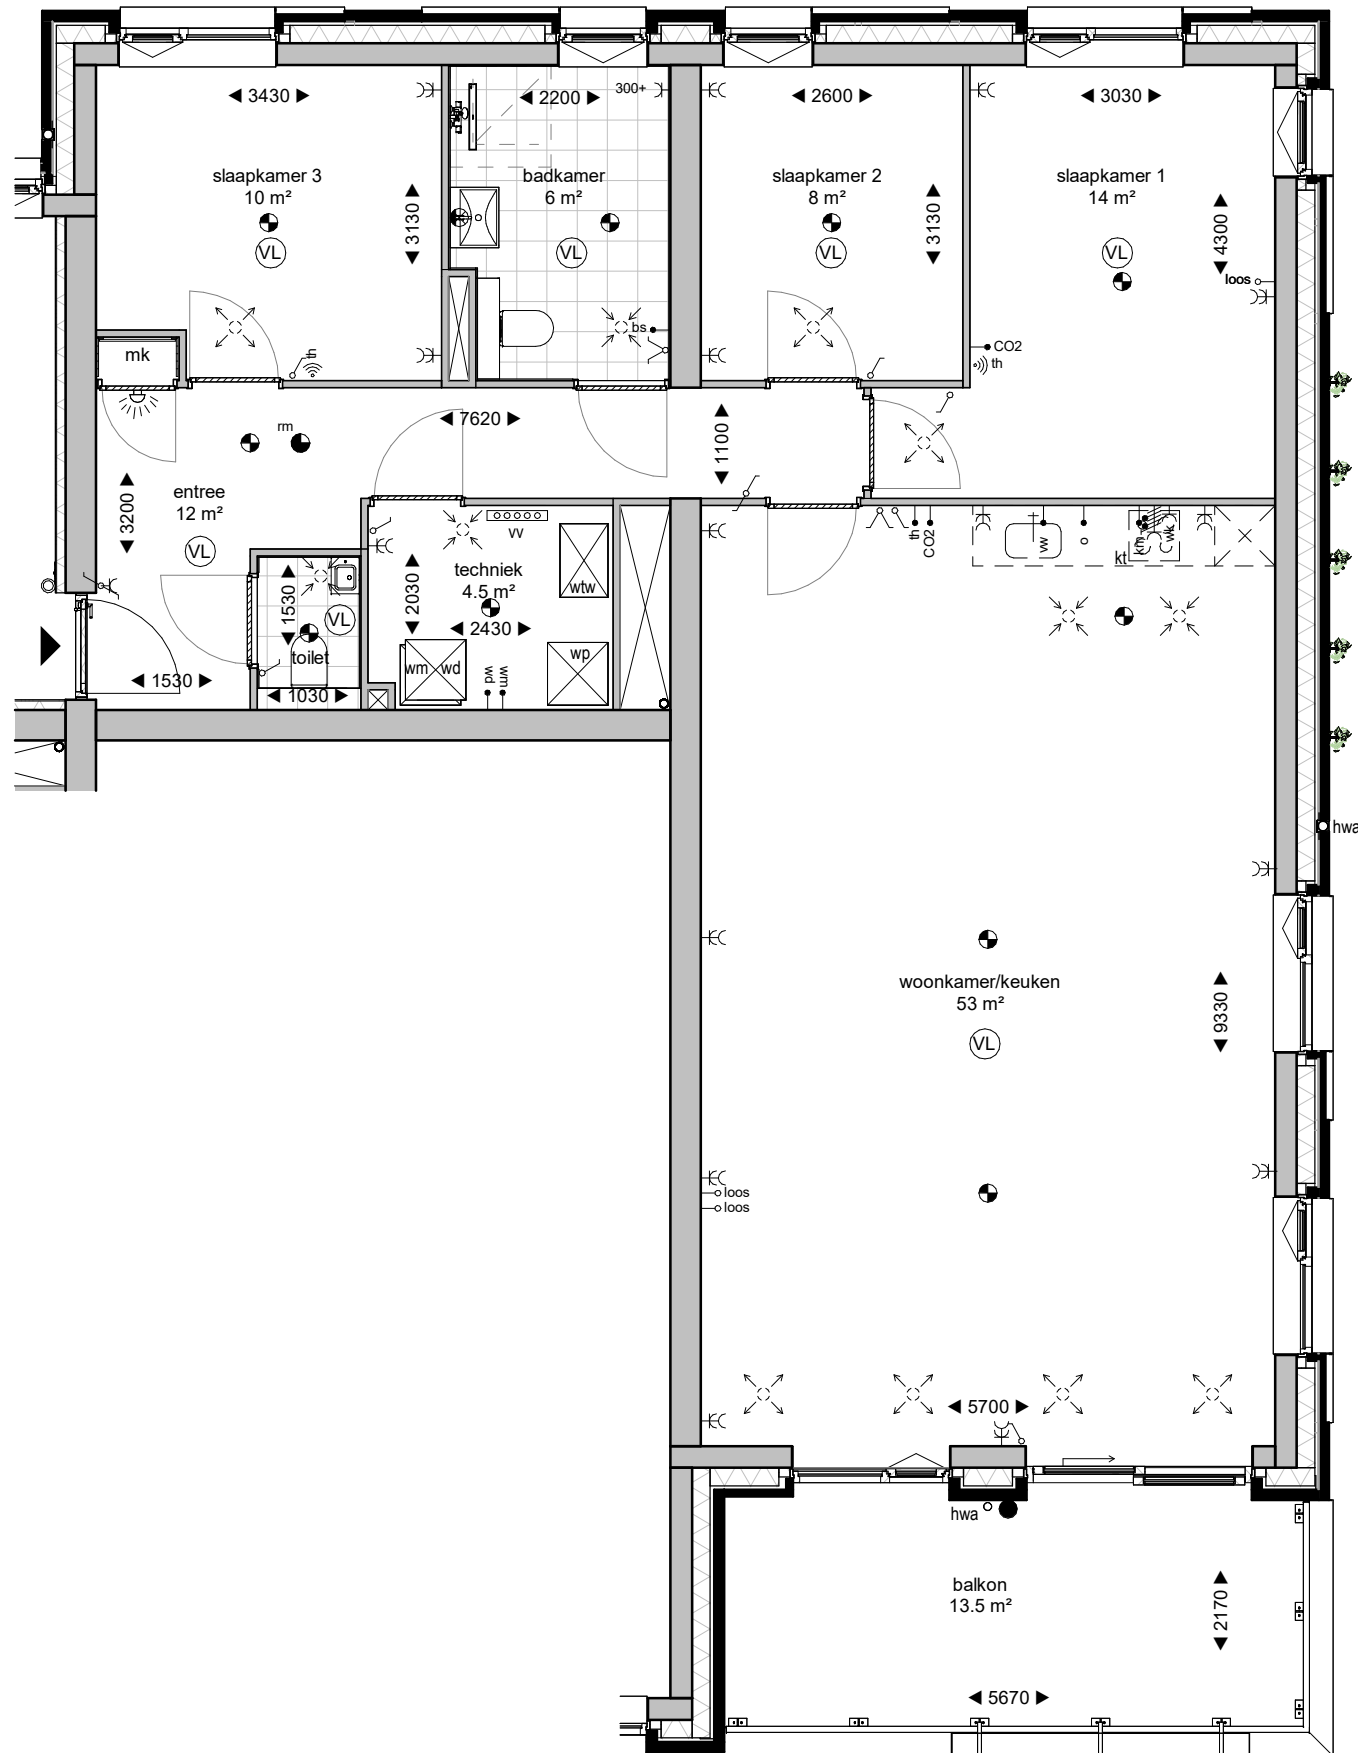 3430
2200
300+
2600
3030
slaapkamer 3
10 m²
VL
3130
badkamer
6 m²
VL
slaapkamer 2
8 m²
VL
3130
slaapkamer 1
14 m²
VL
4300
loos
mk
th
bs
CO2
th
7620
rm
1100
3200
entree
12 m²
VL
vv
techniek
4.5 m²
wtw
2030
2430
1530
VL
toilet
1030
1530
wm
wd
wp
wd
wm
th
CO2
vw
km
wk
kt
hwa
woonkamer/keuken
53 m²
VL
9330
loos
loos
5700
hwa
balkon
13.5 m²
2170
5670